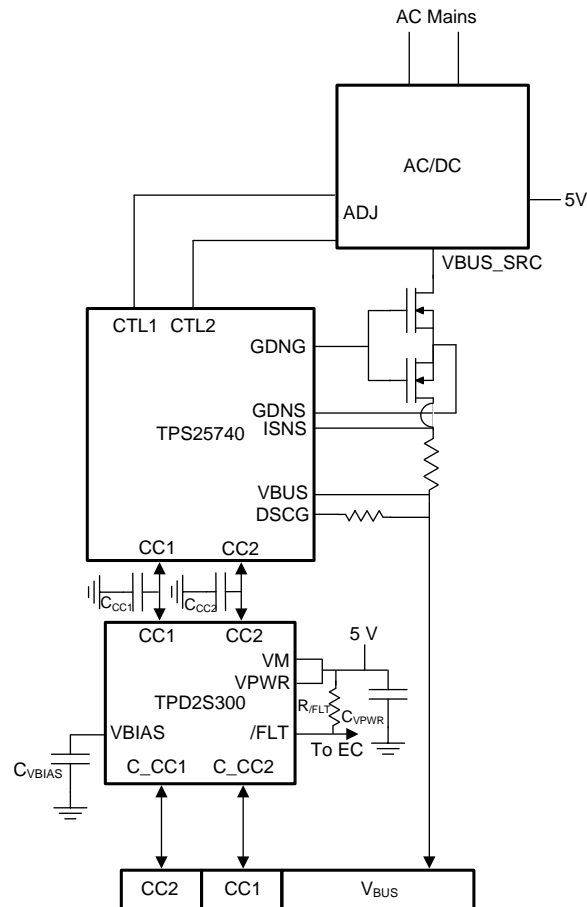 AC Mains
AC/DC
5V
ADJ
VBUS_SRC
CTL1 CTL2
GDNG
GDNS
TPS25740
ISNS
VBUS
DSCG
CC1 CC2
CCC1 CCC2
CC1 CC2
5 V
VM
VPWR
TPD2S300
R/FLT CVPWR
VBIAS /FLT
To EC
CVBIAS
C_CC1 C_CC2
CC2 CC1 VBUS